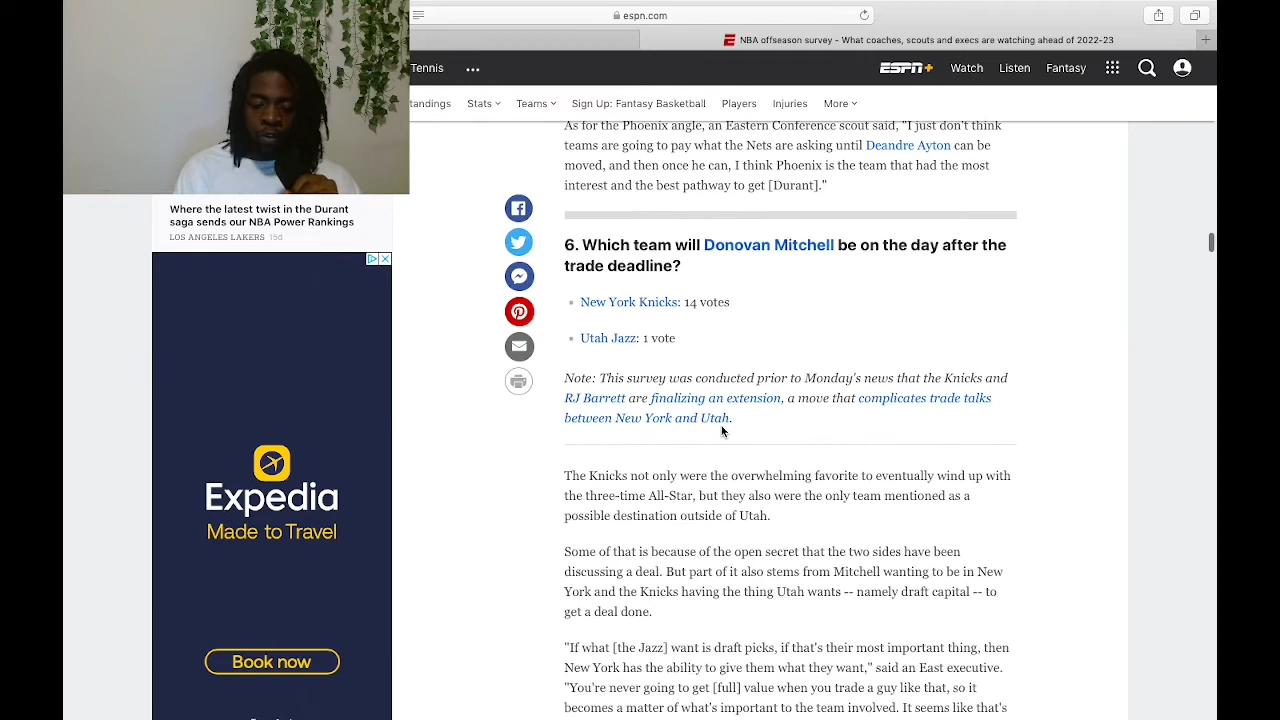 espn.com
NBA offseason survey - What coaches, scouts and execs are watching ahead of 2022-23
Tennis
ESPN+
Watch
Listen
Fantasy
Stats
Teams
Sign Up: Fantasy Basketball
Players
Injuries
More
As for the Phoenix angle, an Eastern Conference scout said, "I just don't think
teams are going to pay what the Nets are asking until Deandre Ayton can be
moved, and then once he can, I think Phoenix is the team that had the most
interest and the best pathway to get [Durant]."
Where the latest twist in the Durant
saga sends our NBA Power Rankings
LOS ANGELES LAKERS 15d
6. Which team will Donovan Mitchell be on the day after the
trade deadline?
New York Knicks: 14 votes
Utah Jazz: 1 vote
Note: This survey was conducted prior to Monday's news that the Knicks and
RJ Barrett are finalizing an extension, a move that complicates trade talks
between New York and Utah.
Expedia
Made to Travel
Book now
The Knicks not only were the overwhelming favorite to eventually wind up with
the three-time All-Star, but they also were the only team mentioned as a
possible destination outside of Utah.
Some of that is because of the open secret that the two sides have been
discussing a deal. But part of it also stems from Mitchell wanting to be in New
York and the Knicks having the thing Utah wants -- namely draft capital -- to
get a deal done.
"If what [the Jazz] want is draft picks, if that's their most important thing, then
New York has the ability to give them what they want," said an East executive.
"You're never going to get [full] value when you trade a guy like that, so it
becomes a matter of what's important to the team involved. It seems like that's